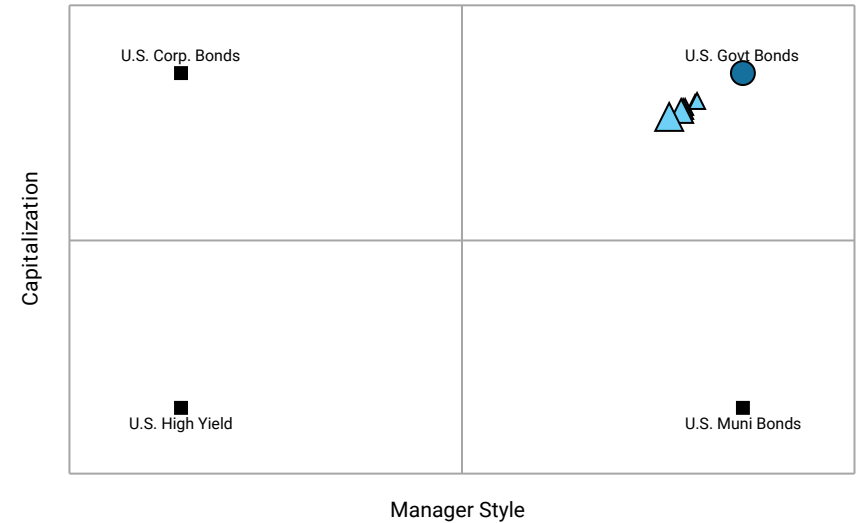 U.S. Corp. Bonds
U.S. Govt Bonds
Capitalization
U.S. High Yield
U.S. Muni Bonds
Manager Style